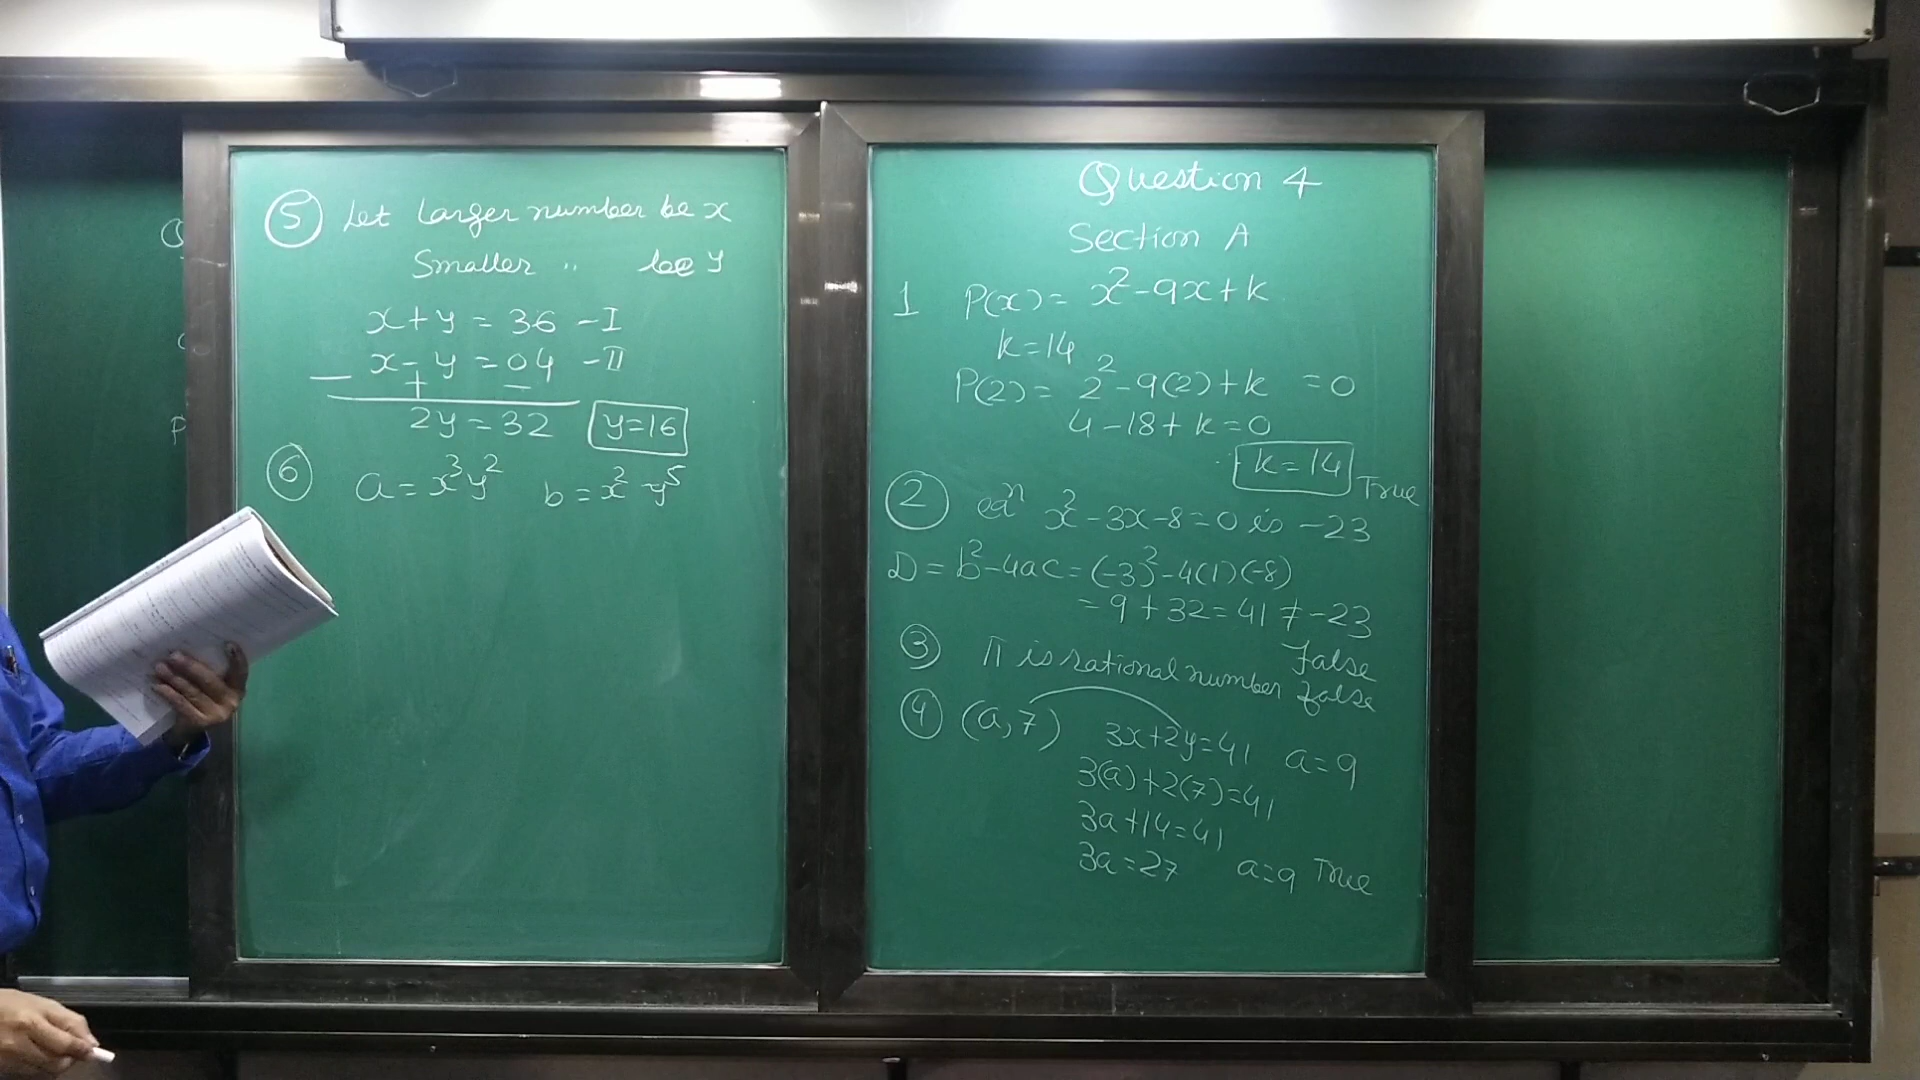 ⑤ Let larger number be x
Smaller " be y
x+y = 36 -I
x-y = 04 -II
- + -
2y = 32 y=16
⑥ a = x³y² b = x² y⁵
Question 4
Section A
1 P(x) = x²-9x+k
k=14
P(2) = 2²-9(2)+k = 0
4-18+k=0
k=14 True
② eqⁿ x²-3x-8=0 is -23
D = b²-4ac = (-3)²-4(1)(-8)
= 9+32 = 41 ≠ -23
False
③ π is rational number false
④ (a,7) 3x+2y=41 a=9
3(a)+2(7)=41
3a+14=41
3a=27 a=9 True